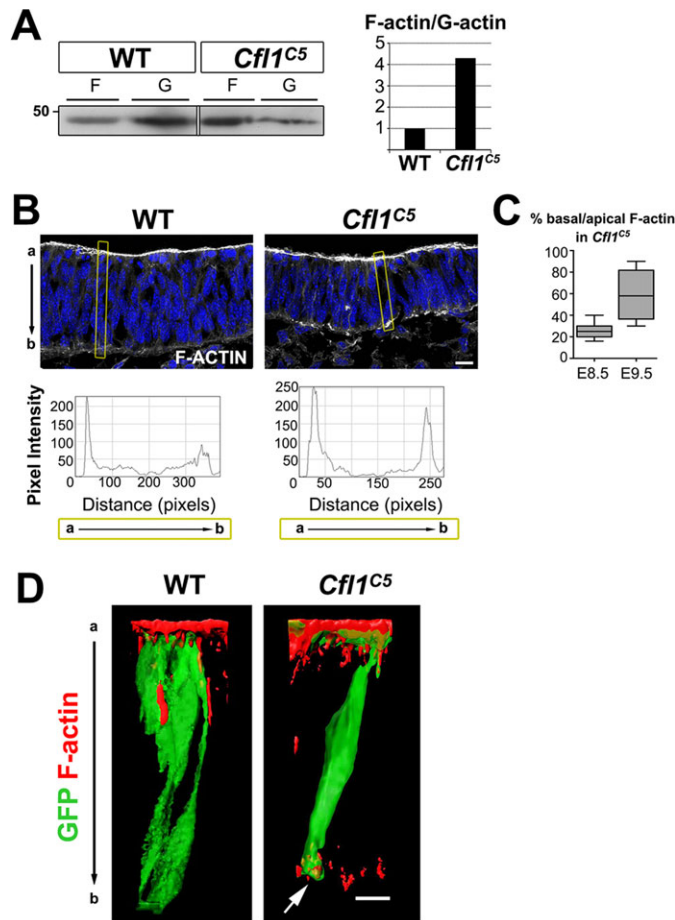 A
WT
Cfl1C5
F
G
F
G
50
F-actin/G-actin
5
4
3
2
1
WT
Cfl1C5
B
WT
Cfl1C5
a
b
F-ACTIN
C
% basal/apical F-actin
in Cfl1C5
100
80
60
40
20
0
E8.5
E9.5
Pixel Intensity
200
150
100
50
0
100
200
300
Distance (pixels)
a
b
250
200
150
100
50
0
50
150
250
Distance (pixels)
a
b
D
WT
Cfl1C5
a
b
GFP F-actin